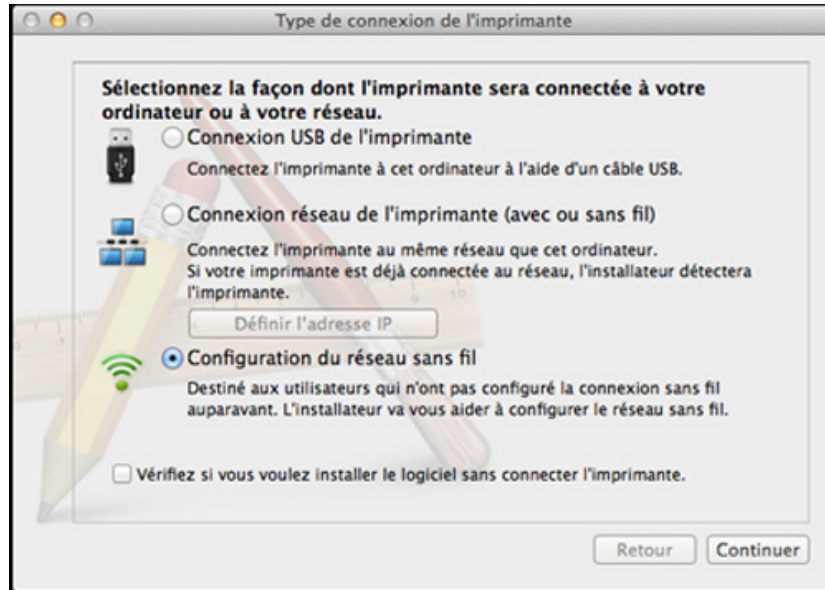 Type de connexion de l'imprimante
Sélectionnez la façon dont l'imprimante sera connectée à votre
ordinateur ou à votre réseau.
Connexion USB de l'imprimante
Connectez l'imprimante à cet ordinateur à l'aide d'un câble USB.
Connexion réseau de l'imprimante (avec ou sans fil)
Connectez l'imprimante au même réseau que cet ordinateur.
Si votre imprimante est déjà connectée au réseau, l'installateur détectera
l'imprimante.
Définir l'adresse IP
Configuration du réseau sans fil
Destiné aux utilisateurs qui n'ont pas configuré la connexion sans fil
auparavant. L'installateur va vous aider à configurer le réseau sans fil.
Vérifiez si vous voulez installer le logiciel sans connecter l'imprimante.
Retour
Continuer